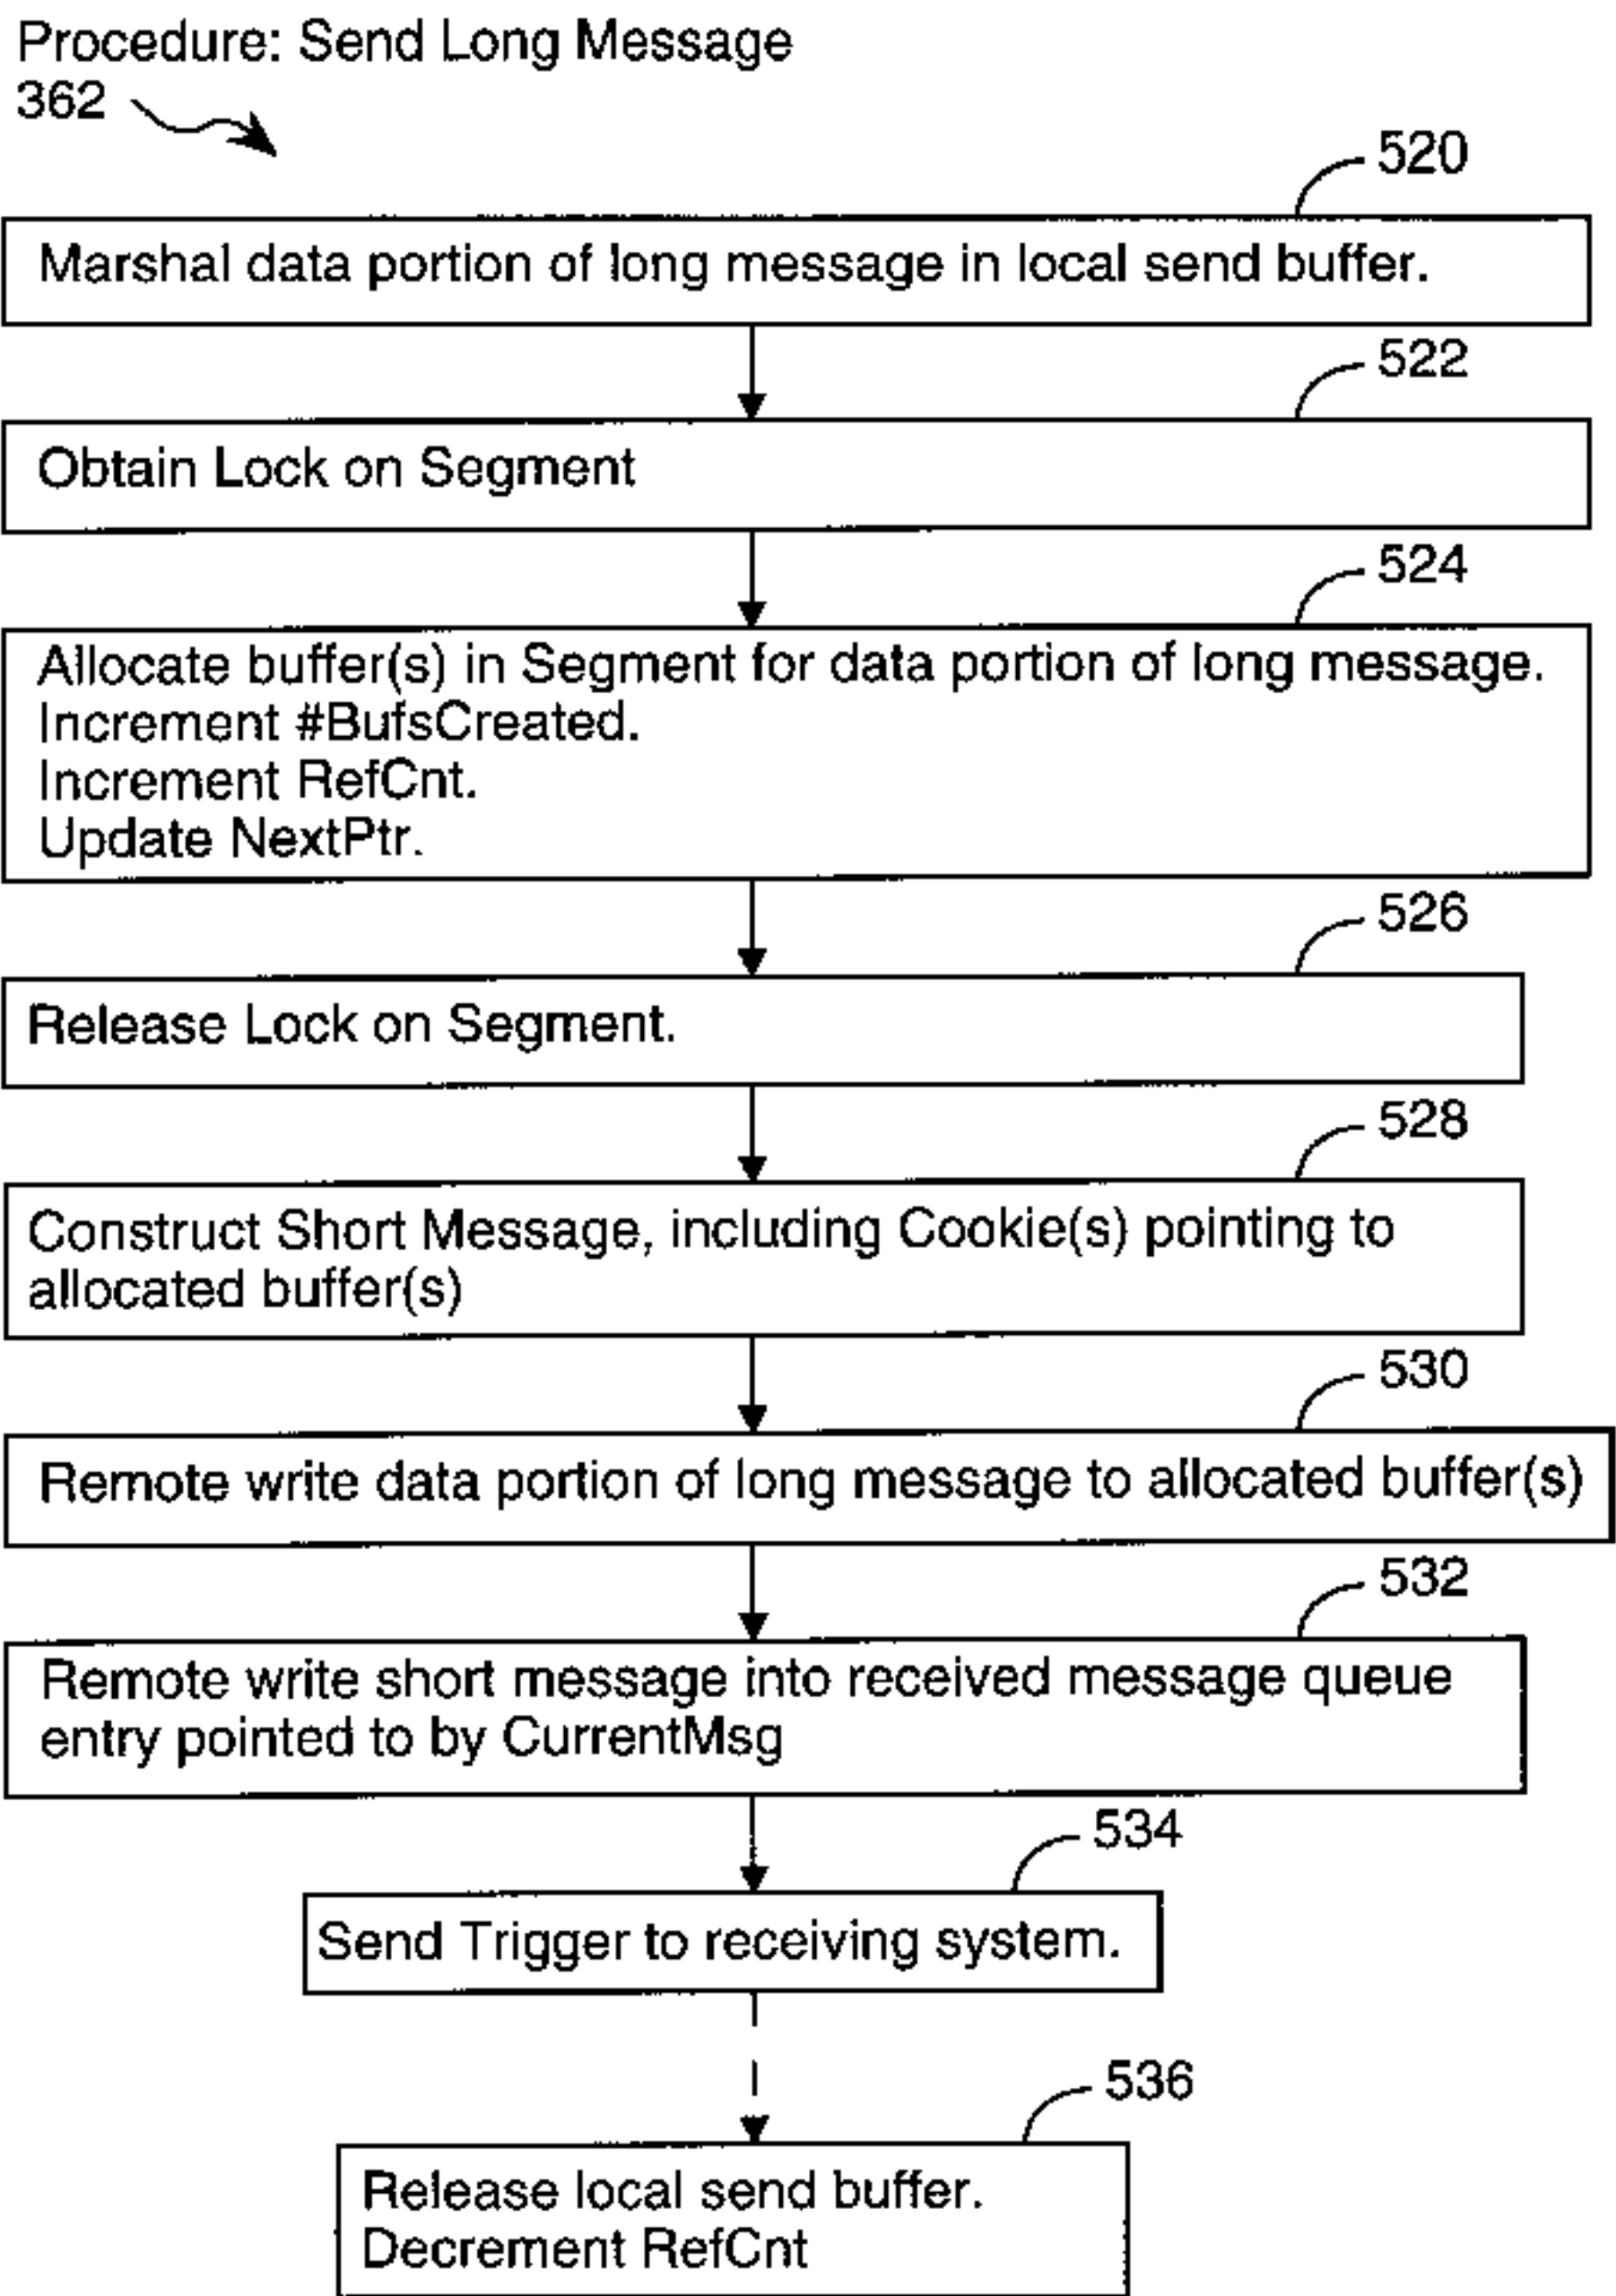 Procedure: Send Long Message
362
520
Marshal data portion of long message in local send buffer.
522
Obtain Lock on Segment
524
Allocate buffer(s) in Segment for data portion of long message.
Increment #BufsCreated.
Increment RefCnt.
Update NextPtr.
526
Release Lock on Segment.
528
Construct Short Message, including Cookie(s) pointing to
allocated buffer(s)
530
Remote write data portion of long message to allocated buffer(s)
532
Remote write short message into received message queue
entry pointed to by CurrentMsg
534
Send Trigger to receiving system.
536
Release local send buffer.
Decrement RefCnt